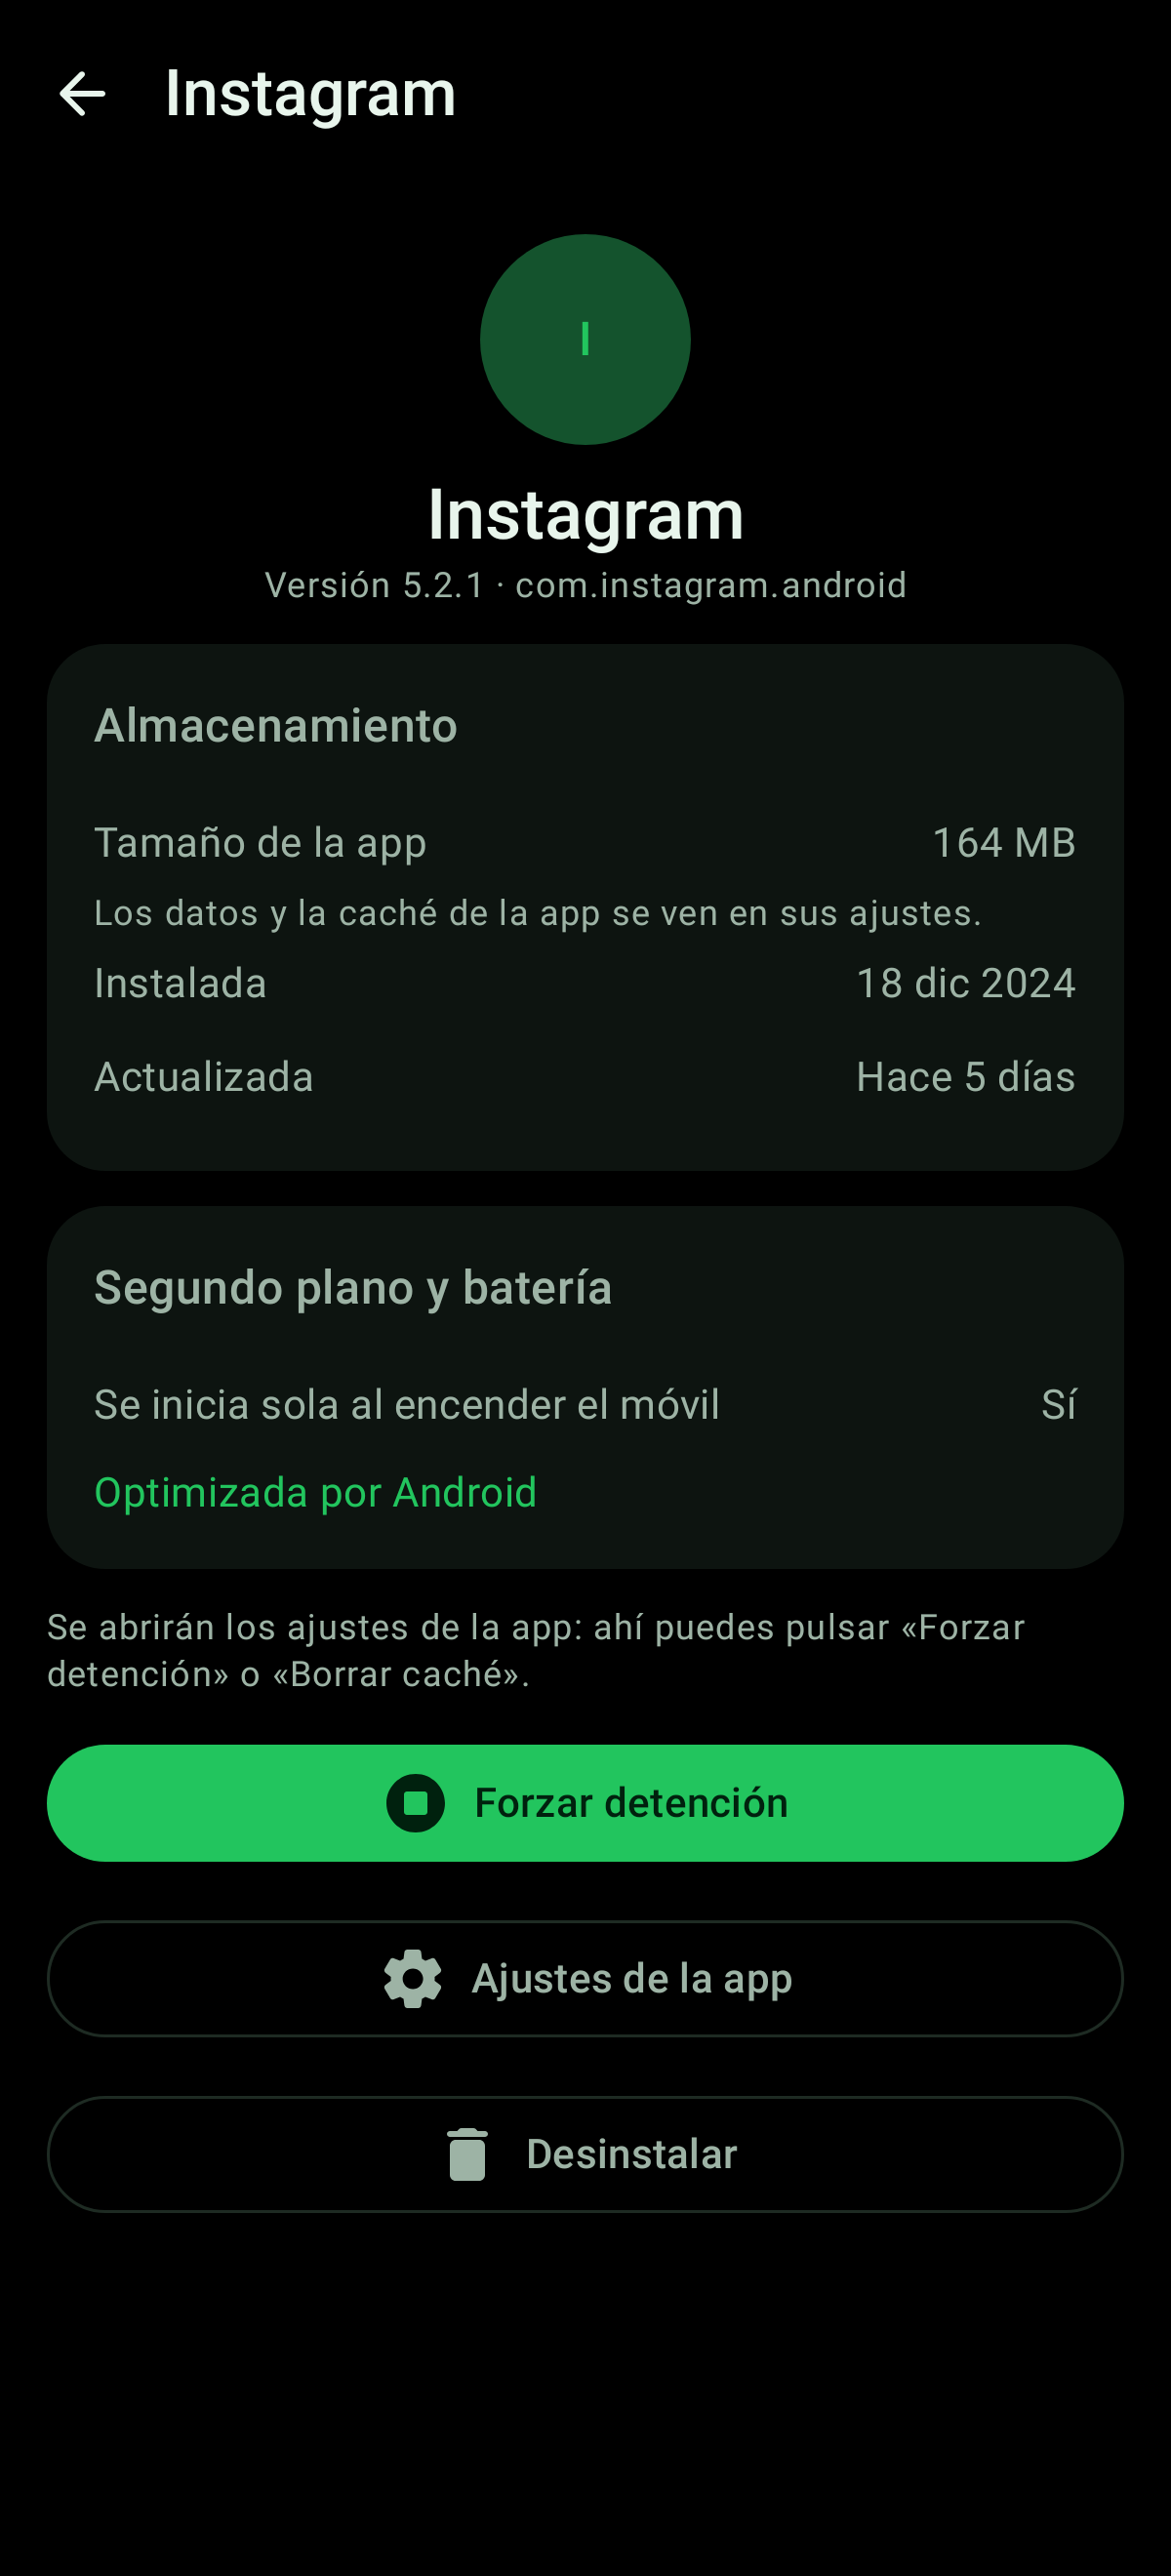 Instagram
I
Instagram
Versión 5.2.1 · com.instagram.android
Almacenamiento
Tamaño de la app 164 MB
Los datos y la caché de la app se ven en sus ajustes.
Instalada 18 dic 2024
Actualizada Hace 5 días
Segundo plano y batería
Se inicia sola al encender el móvil Sí
Optimizada por Android
Se abrirán los ajustes de la app: ahí puedes pulsar «Forzar
detención» o «Borrar caché».
Forzar detención
Ajustes de la app
Desinstalar